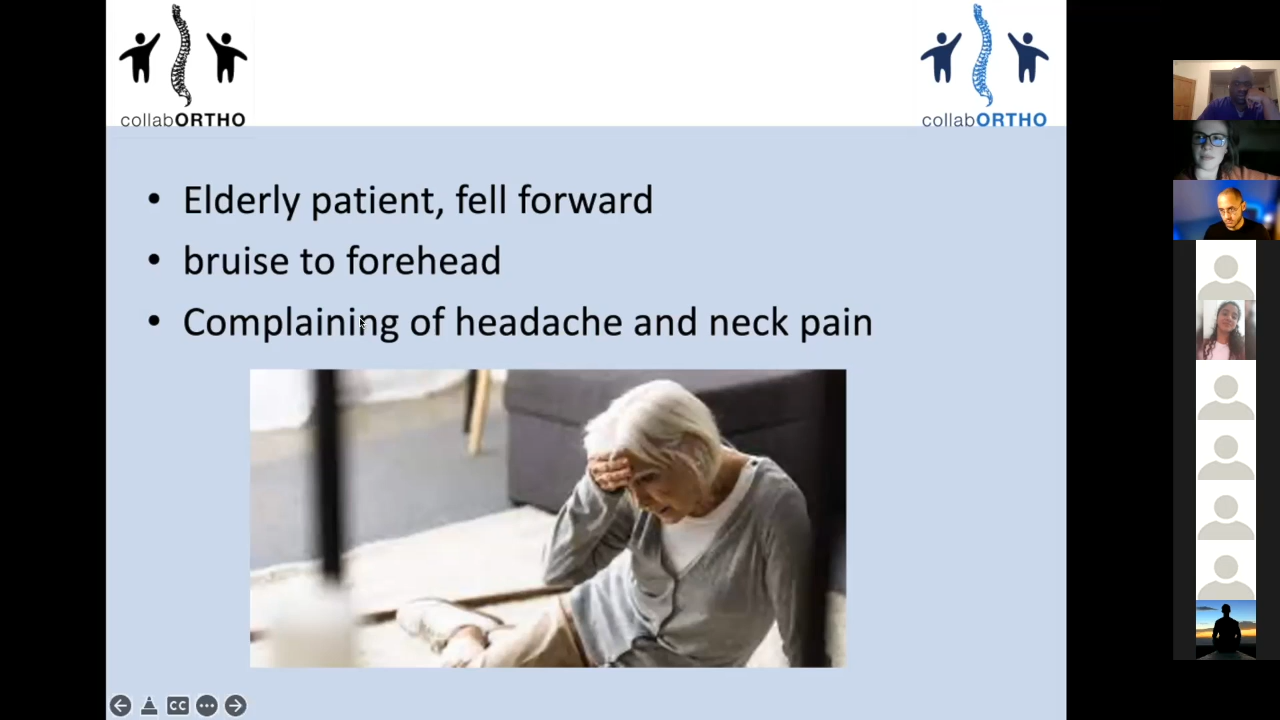 collabORTHO
collabORTHO
• Elderly patient, fell forward
• bruise to forehead
• Complaining of headache and neck pain
CC